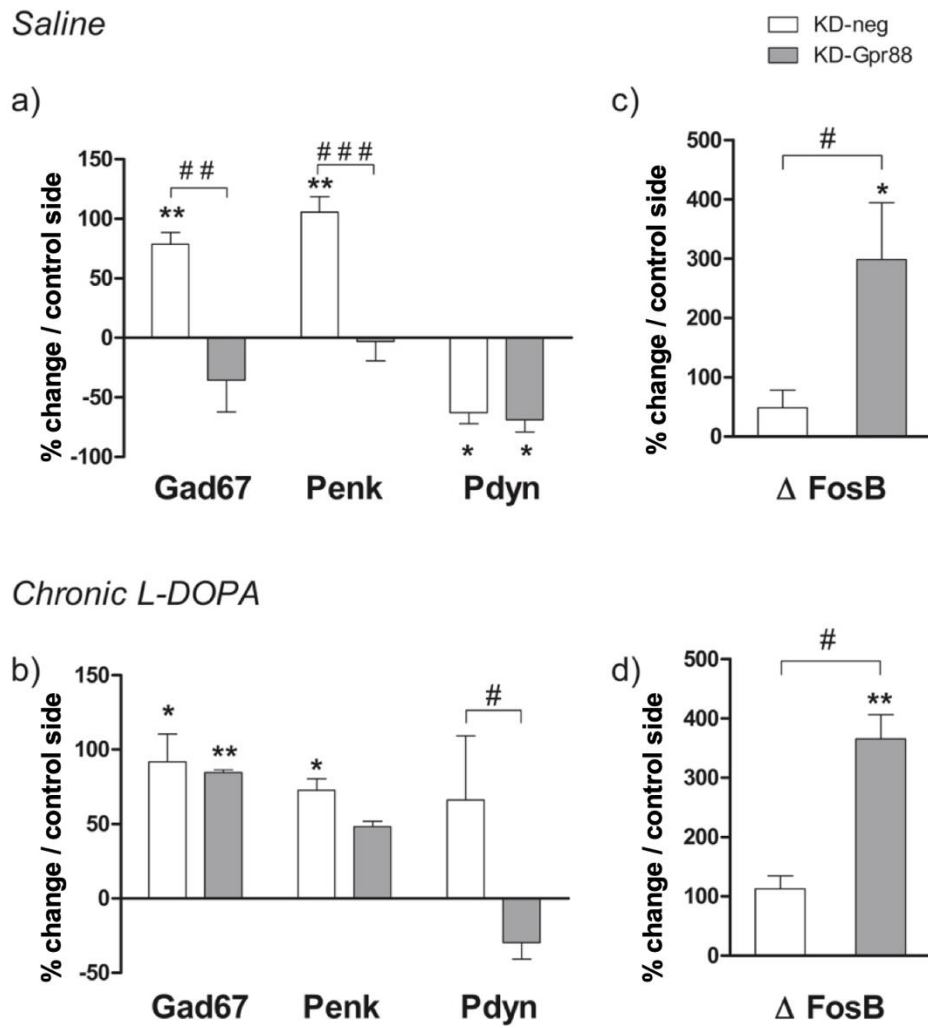 Saline
KD-neg
KD-Gpr88
a)
% change / control side
150
100
50
0
-50
-100
**
# #
**
# # #
*
*
Gad67 Penk Pdyn
c)
% change / control side
500
400
300
200
100
0
#
*
Δ FosB
Chronic L-DOPA
b)
% change / control side
150
100
50
0
-50
*
**
*
#
Gad67 Penk Pdyn
d)
% change / control side
500
400
300
200
100
0
#
**
Δ FosB